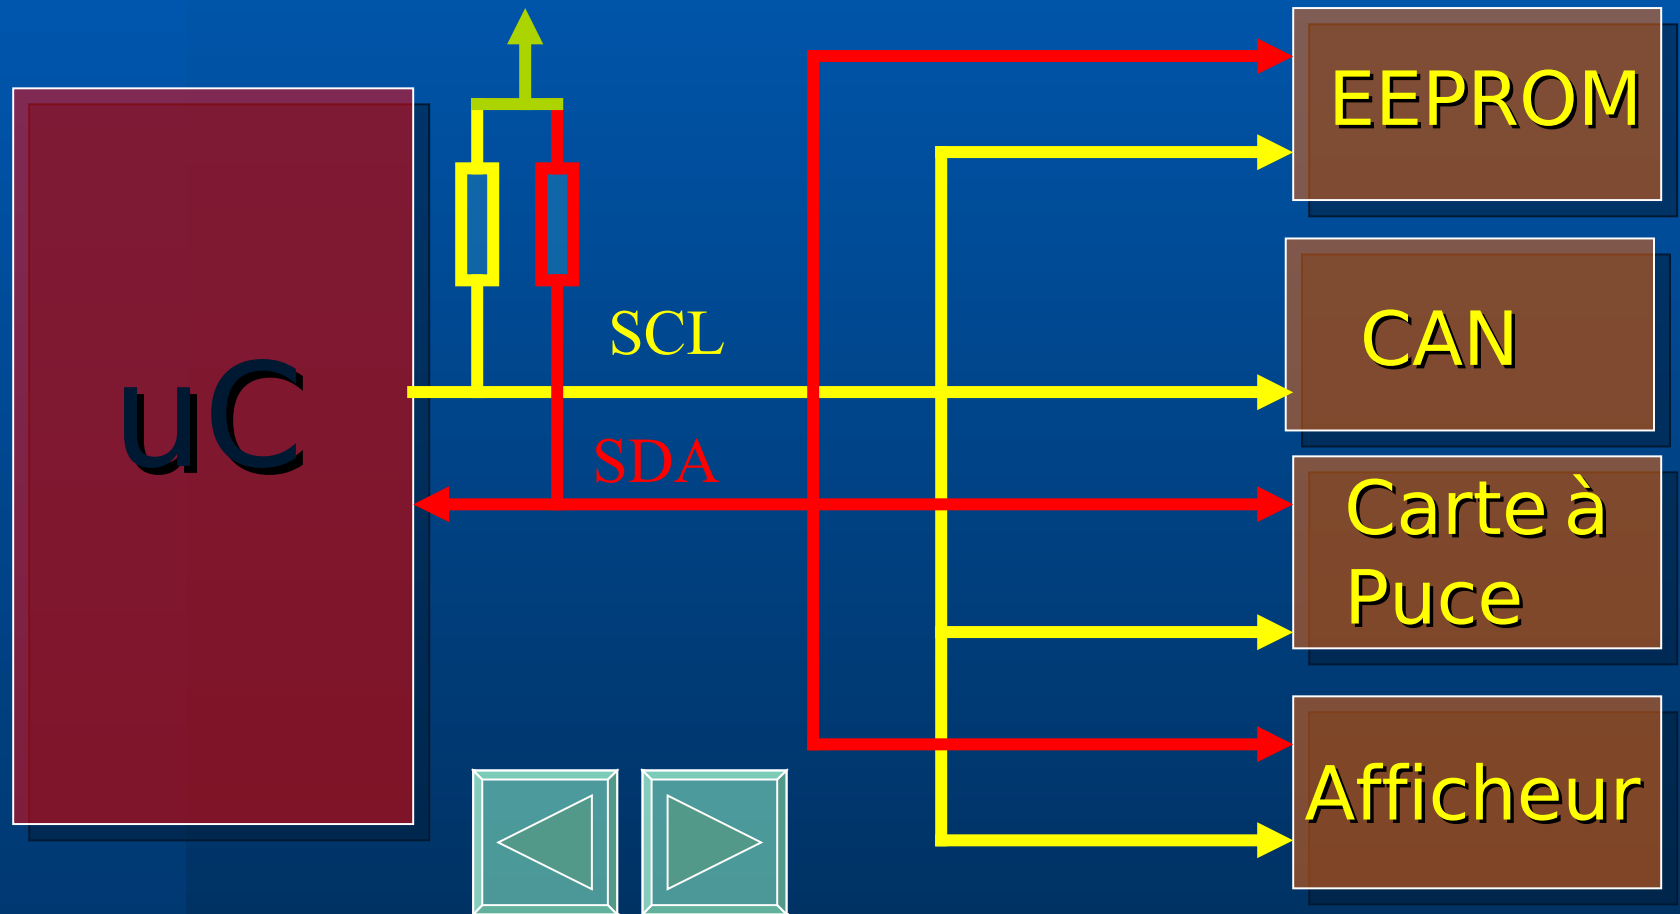 EEPROM
SCL
CAN
uC
SDA
Carte à
Puce
Afficheur